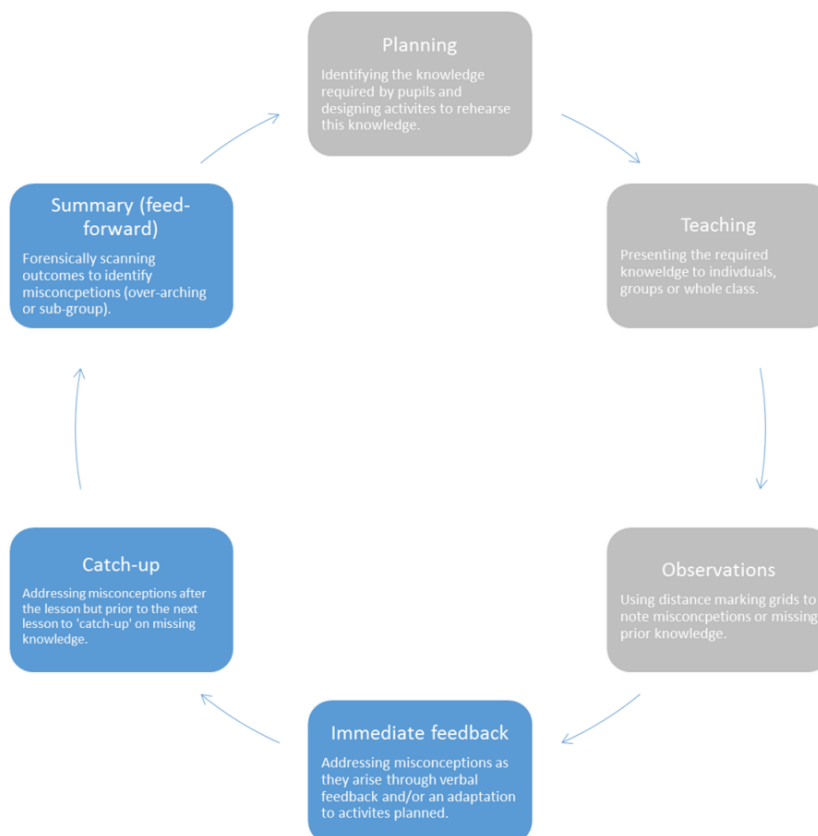 Planning
Identifying the knowledge
required by pupils and
designing activites to rehearse
this knowledge.
Teaching
Presenting the required
knoweldge to indivduals,
groups or whole class.
Observations
Using distance marking grids to
note misconcpetions or missing
prior knowledge.
Immediate feedback
Addressing misconceptions as
they arise through verbal
feedback and/or an adaptation
to activites planned.
Catch-up
Addressing misconceptions after
the lesson but prior to the next
lesson to 'catch-up' on missing
knowledge.
Summary (feed-
forward)
Forensically scanning
outcomes to identify
misconcpetions (over-arching
or sub-group).